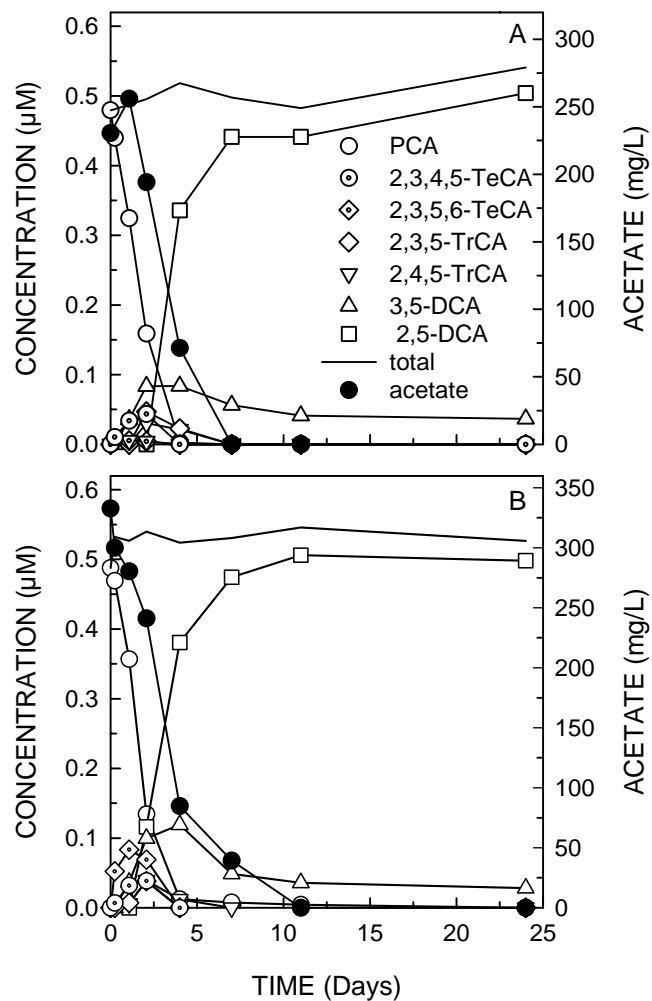 A
0.6
0.5
0.4
0.3
0.2
0.1
0.0
CONCENTRATION (µM)
300
250
200
150
100
50
0
ACETATE (mg/L)
PCA
2,3,4,5-TeCA
2,3,5,6-TeCA
2,3,5-TrCA
2,4,5-TrCA
3,5-DCA
2,5-DCA
total
acetate
B
0.6
0.5
0.4
0.3
0.2
0.1
0.0
CONCENTRATION (µM)
350
300
250
200
150
100
50
0
ACETATE (mg/L)
0 5 10 15 20 25
TIME (Days)